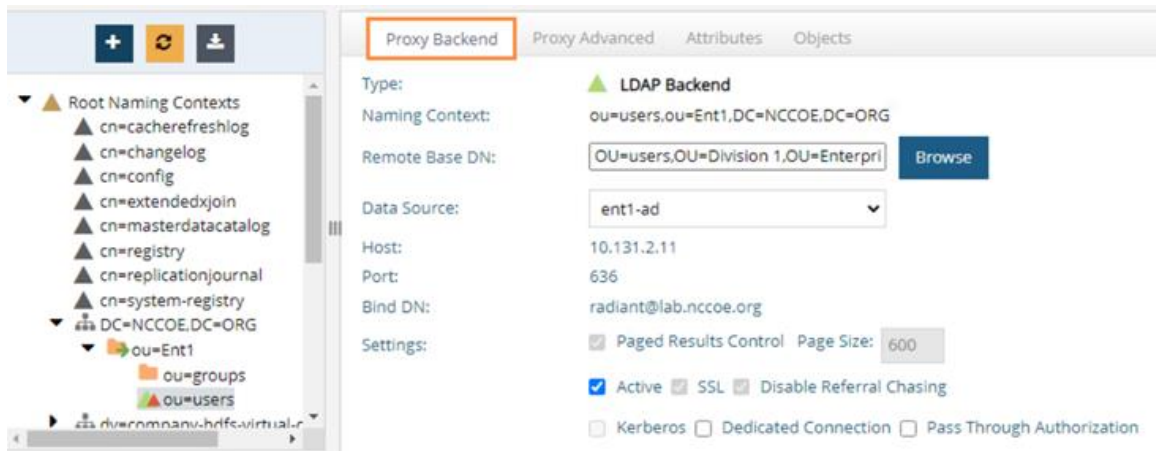 Root Naming Contexts
cn=cacherefreshlog
cn=changelog
cn=config
cn=extendedxjoin
cn=masterdatacatalog
cn=registry
cn=replicationjournal
cn=system-registry
DC=NCCOE,DC=ORG
ou=Ent1
ou=groups
ou=users
Proxy Backend Proxy Advanced Attributes Objects
Type: LDAP Backend
Naming Context: ou=users,ou=Ent1,DC=NCCOE,DC=ORG
Remote Base DN: OU=users,OU=Division 1,OU=Enterpri Browse
Data Source: ent1-ad
Host: 10.131.2.11
Port: 636
Bind DN: radiant@lab.nccoe.org
Settings: Paged Results Control Page Size: 600
Active SSL Disable Referral Chasing
Kerberos Dedicated Connection Pass Through Authorization